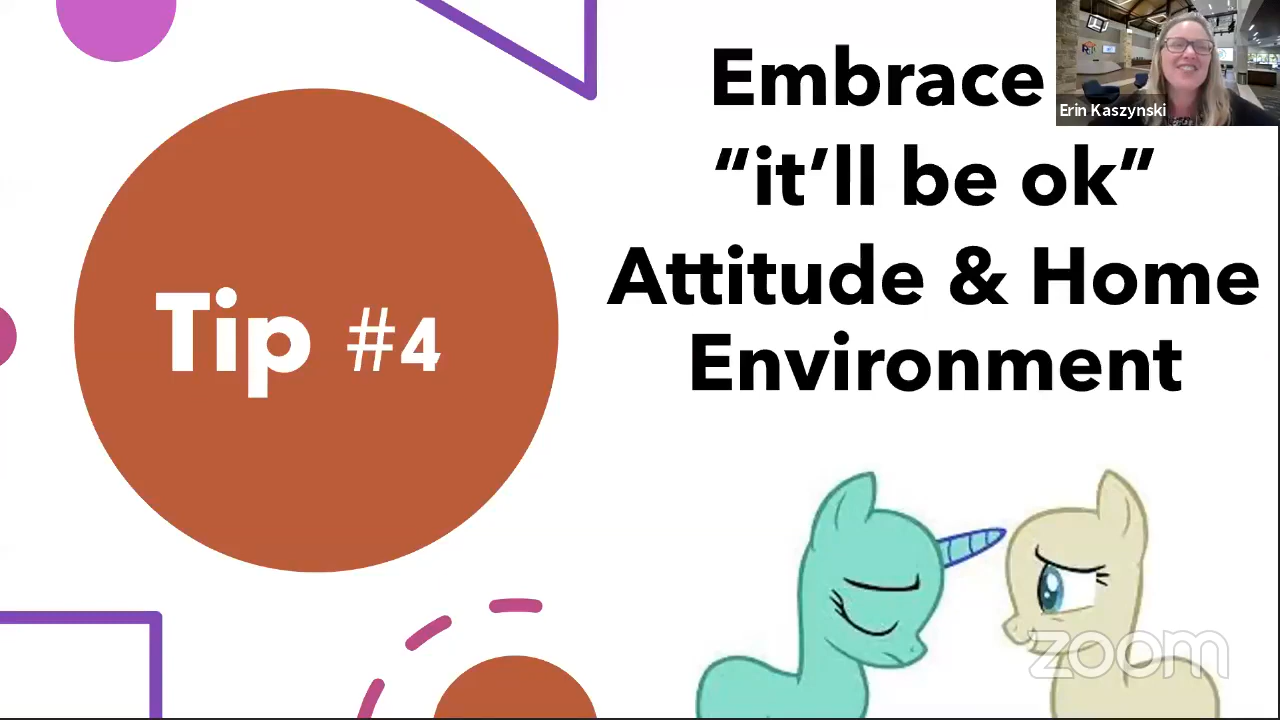 Tip #4
Embrace
“it’ll be ok”
Attitude & Home
Environment
Erin Kaszynski
zoom